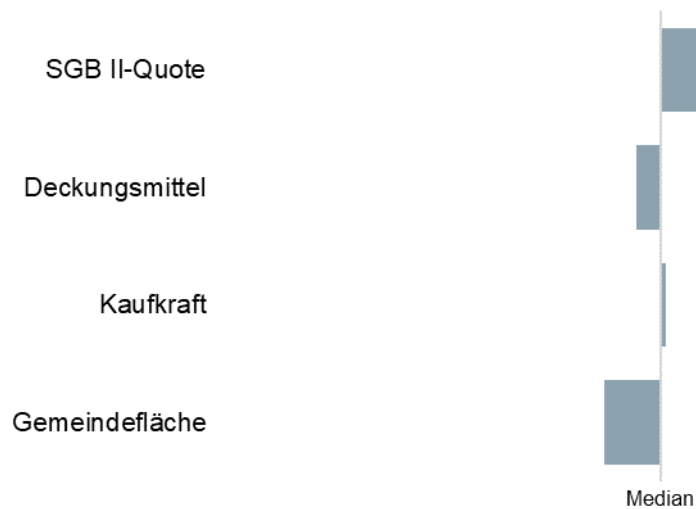 SGB II-Quote
Deckungsmittel
Kaufkraft
Gemeindefläche
Median